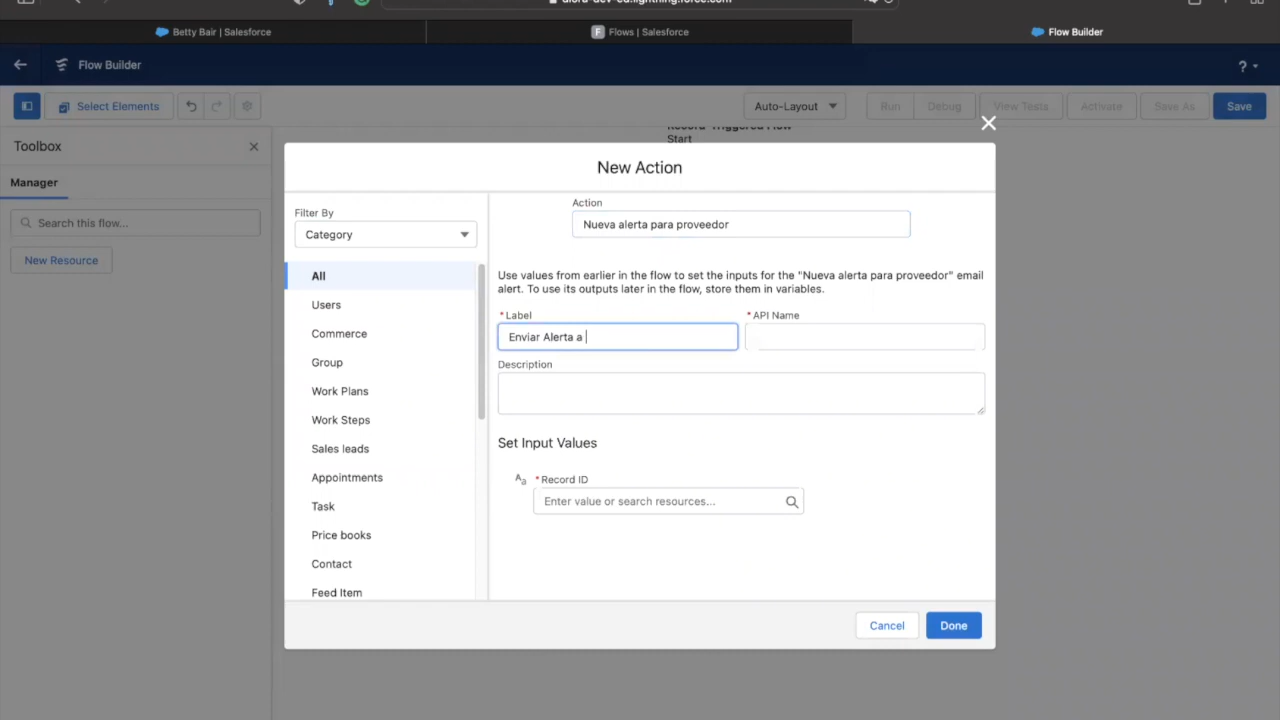 Betty Bair | Salesforce
F Flows | Salesforce
Flow Builder
Flow Builder
?
Select Elements
Auto-Layout
Run
Debug
View Tests
Activate
Save As
Save
Toolbox
Manager
Search this flow...
New Resource
Record-Triggered Flow
Start
New Action
Filter By
Category
All
Users
Commerce
Group
Work Plans
Work Steps
Sales leads
Appointments
Task
Price books
Contact
Feed Item
Action
Nueva alerta para proveedor
Use values from earlier in the flow to set the inputs for the "Nueva alerta para proveedor" email
alert. To use its outputs later in the flow, store them in variables.
* Label
Enviar Alerta a
* API Name
Description
Set Input Values
Aa * Record ID
Enter value or search resources...
Cancel
Done